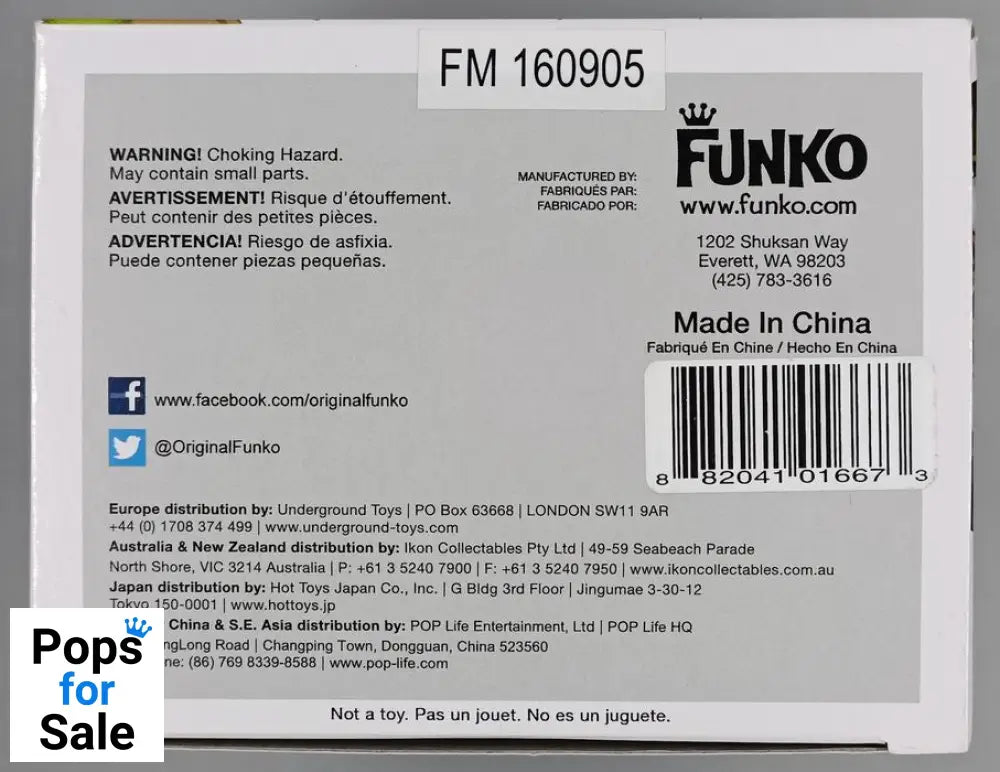 FM 160905
WARNING! Choking Hazard.
May contain small parts.
AVERTISSEMENT! Risque d'étouffement.
Peut contenir des petites pièces.
ADVERTENCIA! Riesgo de asfixia.
Puede contener piezas pequeñas.
MANUFACTURED BY:
FABRIQUÉS PAR:
FABRICADO POR:
FUNKO
www.funko.com
1202 Shuksan Way
Everett, WA 98203
(425) 783-3616
Made In China
Fabriqué En Chine / Hecho En China
8 82041 01667 3
f www.facebook.com/originalfunko
@OriginalFunko
Europe distribution by: Underground Toys | PO Box 63668 | LONDON SW11 9AR
+44 (0) 1708 374 499 | www.underground-toys.com
Australia & New Zealand distribution by: Ikon Collectables Pty Ltd | 49-59 Seabeach Parade
North Shore, VIC 3214 Australia | P: +61 3 5240 7900 | F: +61 3 5240 7950 | www.ikoncollectables.com.au
Japan distribution by: Hot Toys Japan Co., Inc. | G Bldg 3rd Floor | Jingumae 3-30-12
Tokyo 150-0001 | www.hottoys.jp
China & S.E. Asia distribution by: POP Life Entertainment, Ltd | POP Life HQ
Road | Changping Town, Dongguan, China 523560
(86) 769 8339-8588 | www.pop-life.com
Not a toy. Pas un jouet. No es un juguete.
Pops
for
Sale